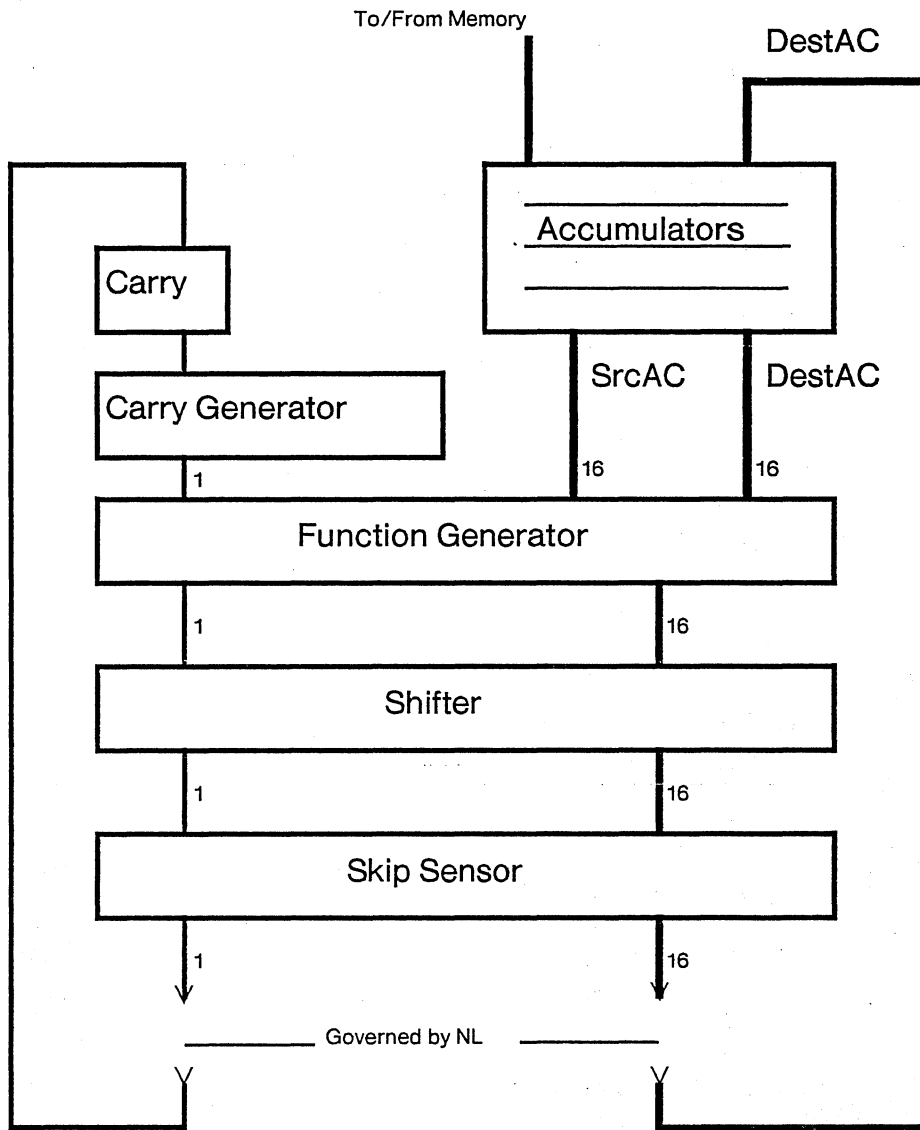 To/From Memory
DestAC
Accumulators
Carry
SrcAC
DestAC
Carry Generator
16
16
1
Function Generator
1
16
Shifter
1
16
Skip Sensor
1
16
Governed by NL